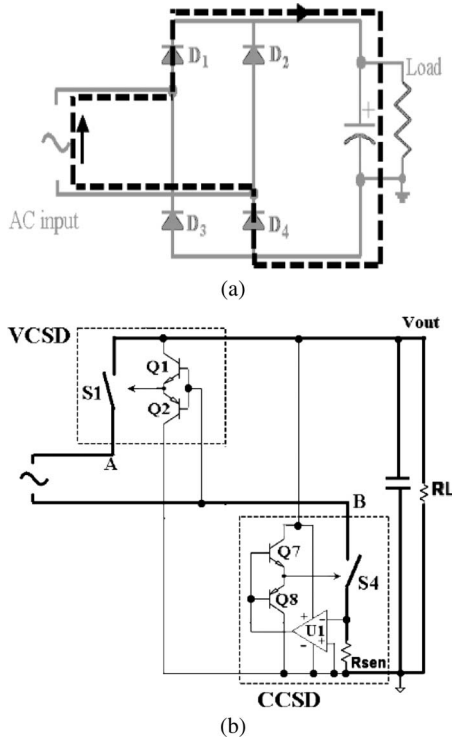 D1
D2
Load
+
AC input
D3
D4
(a)
Vout
VCSD
Q1
S1
Q2
A
B
RL
Q7
S4
Q8
+
-
U1
-
+
Rsen
CCSD
(b)